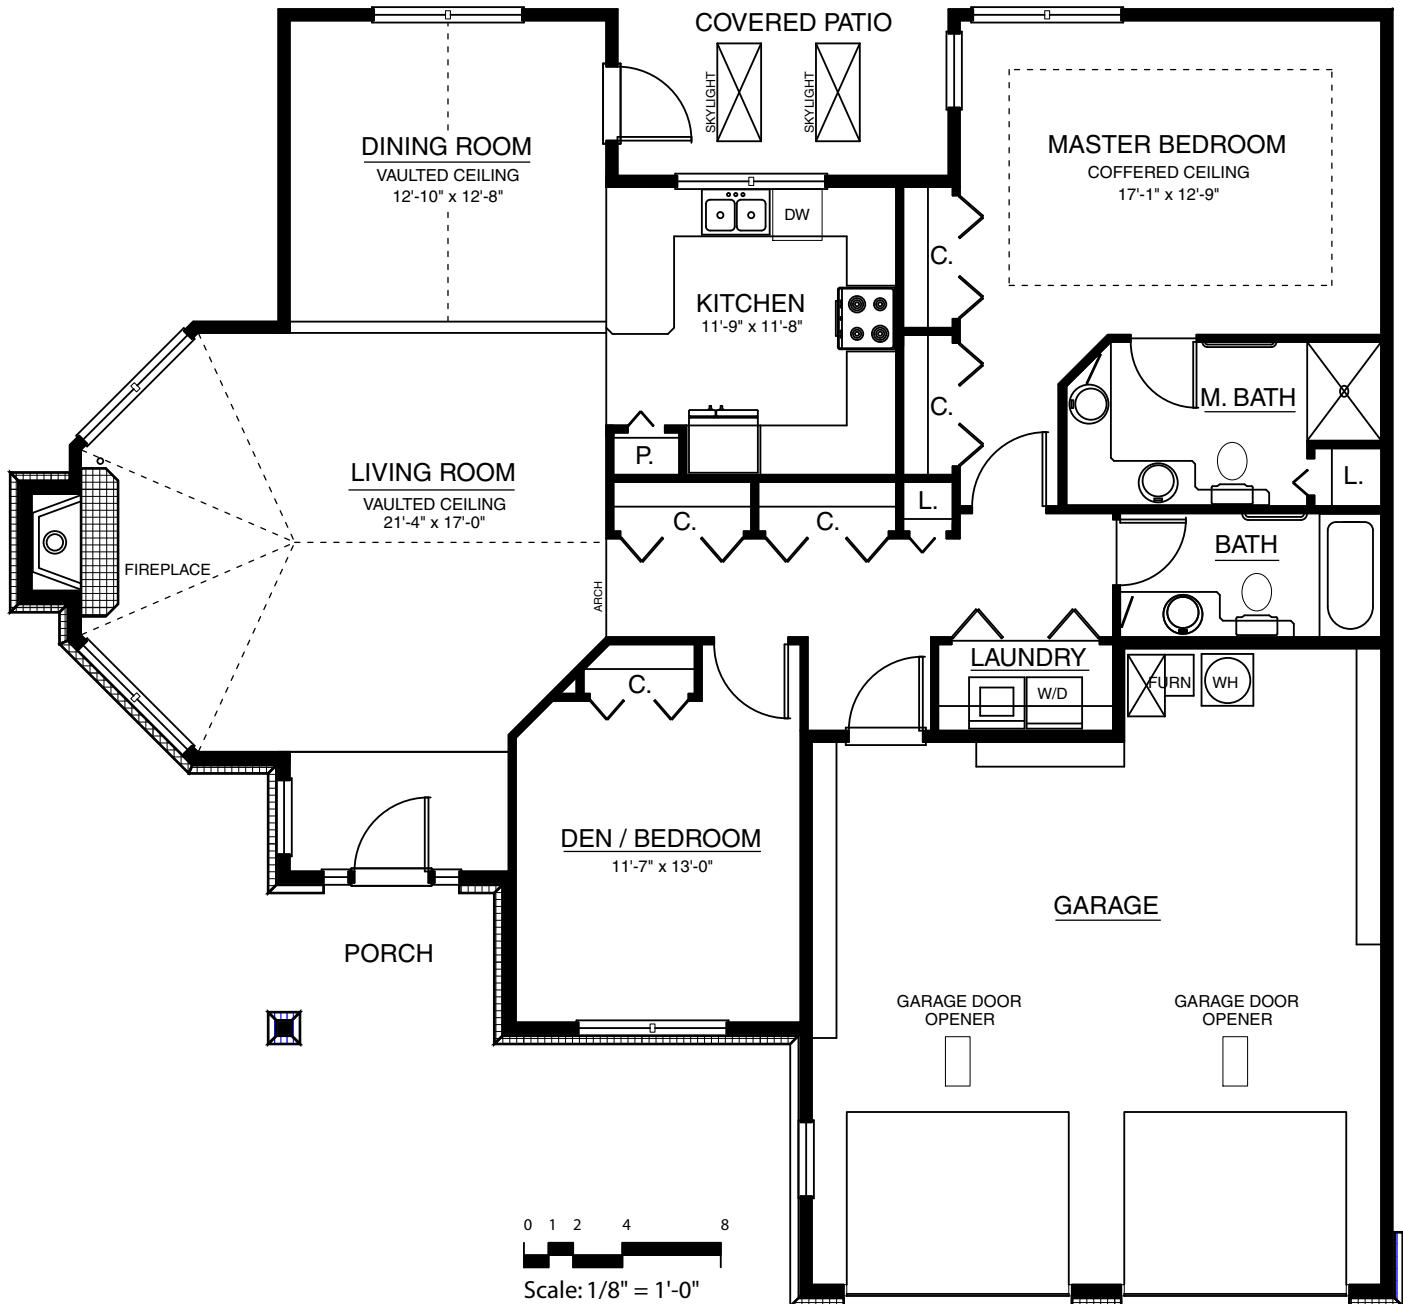 COVERED PATIO
SKYLIGHT
SKYLIGHT
DINING ROOM
VAULTED CEILING
12'-10" x 12'-8"
MASTER BEDROOM
COFFERED CEILING
17'-1" x 12'-9"
DW
C.
KITCHEN
11'-9" x 11'-8"
C.
M. BATH
P.
L.
LIVING ROOM
VAULTED CEILING
21'-4" x 17'-0"
C.
C.
L.
BATH
FIREPLACE
ARCH
LAUNDRY
C.
W/D
FURN
WH
DEN / BEDROOM
11'-7" x 13'-0"
GARAGE
PORCH
GARAGE DOOR
OPENER
GARAGE DOOR
OPENER
0 1 2 4 8
Scale: 1/8" = 1'-0"